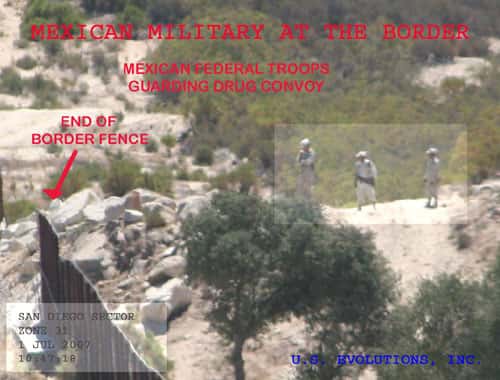 MEXICAN MILITARY AT THE BORDER
MEXICAN FEDERAL TROOPS
GUARDING DRUG CONVOY
END OF
BORDER FENCE
SAN DIEGO SECTOR
ZONE 31
1 JUL 2007
10:47:18
U.S. EVOLUTIONS, INC.